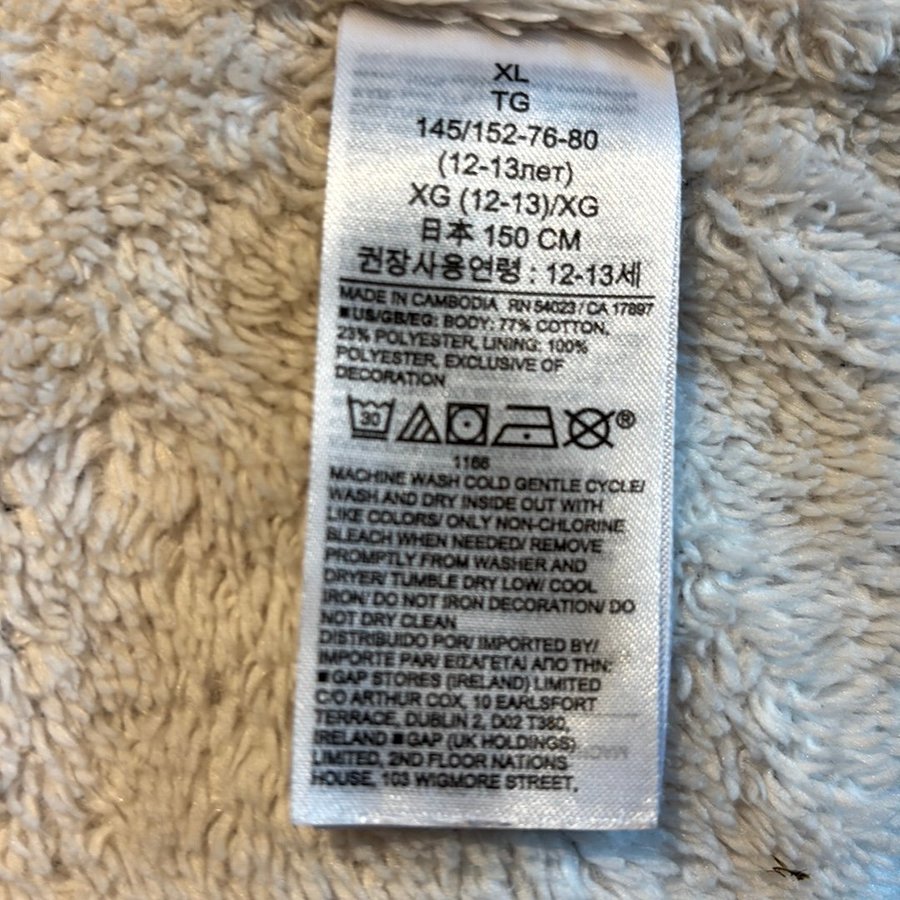 XL
TG
145/152-76-80
(12-13лет)
XG (12-13)/XG
日本 150 CM
권장사용연령 : 12-13세
MADE IN CAMBODIA RN 54023 / CA 17897
■US/GB/EG: BODY: 77% COTTON,
23% POLYESTER, LINING: 100%
POLYESTER, EXCLUSIVE OF
DECORATION
30
®
1166
MACHINE WASH COLD GENTLE CYCLE/
WASH AND DRY INSIDE OUT WITH
LIKE COLORS/ ONLY NON-CHLORINE
BLEACH WHEN NEEDED/ REMOVE
PROMPTLY FROM WASHER AND
DRYER/ TUMBLE DRY LOW/ COOL
IRON/ DO NOT IRON DECORATION/ DO
NOT DRY CLEAN
DISTRIBUIDO POR/ IMPORTED BY/
IMPORTE PAR/ ΕΙΣΑΓΕΤΑΙ ΑΠΟ ΤΗΝ:
■ GAP STORES (IRELAND) LIMITED
C/O ARTHUR COX, 10 EARLSFORT
TERRACE, DUBLIN 2, D02 T380,
IRELAND ■ GAP (UK HOLDINGS)
LIMITED, 2ND FLOOR NATIONS
HOUSE, 103 WIGMORE STREET,